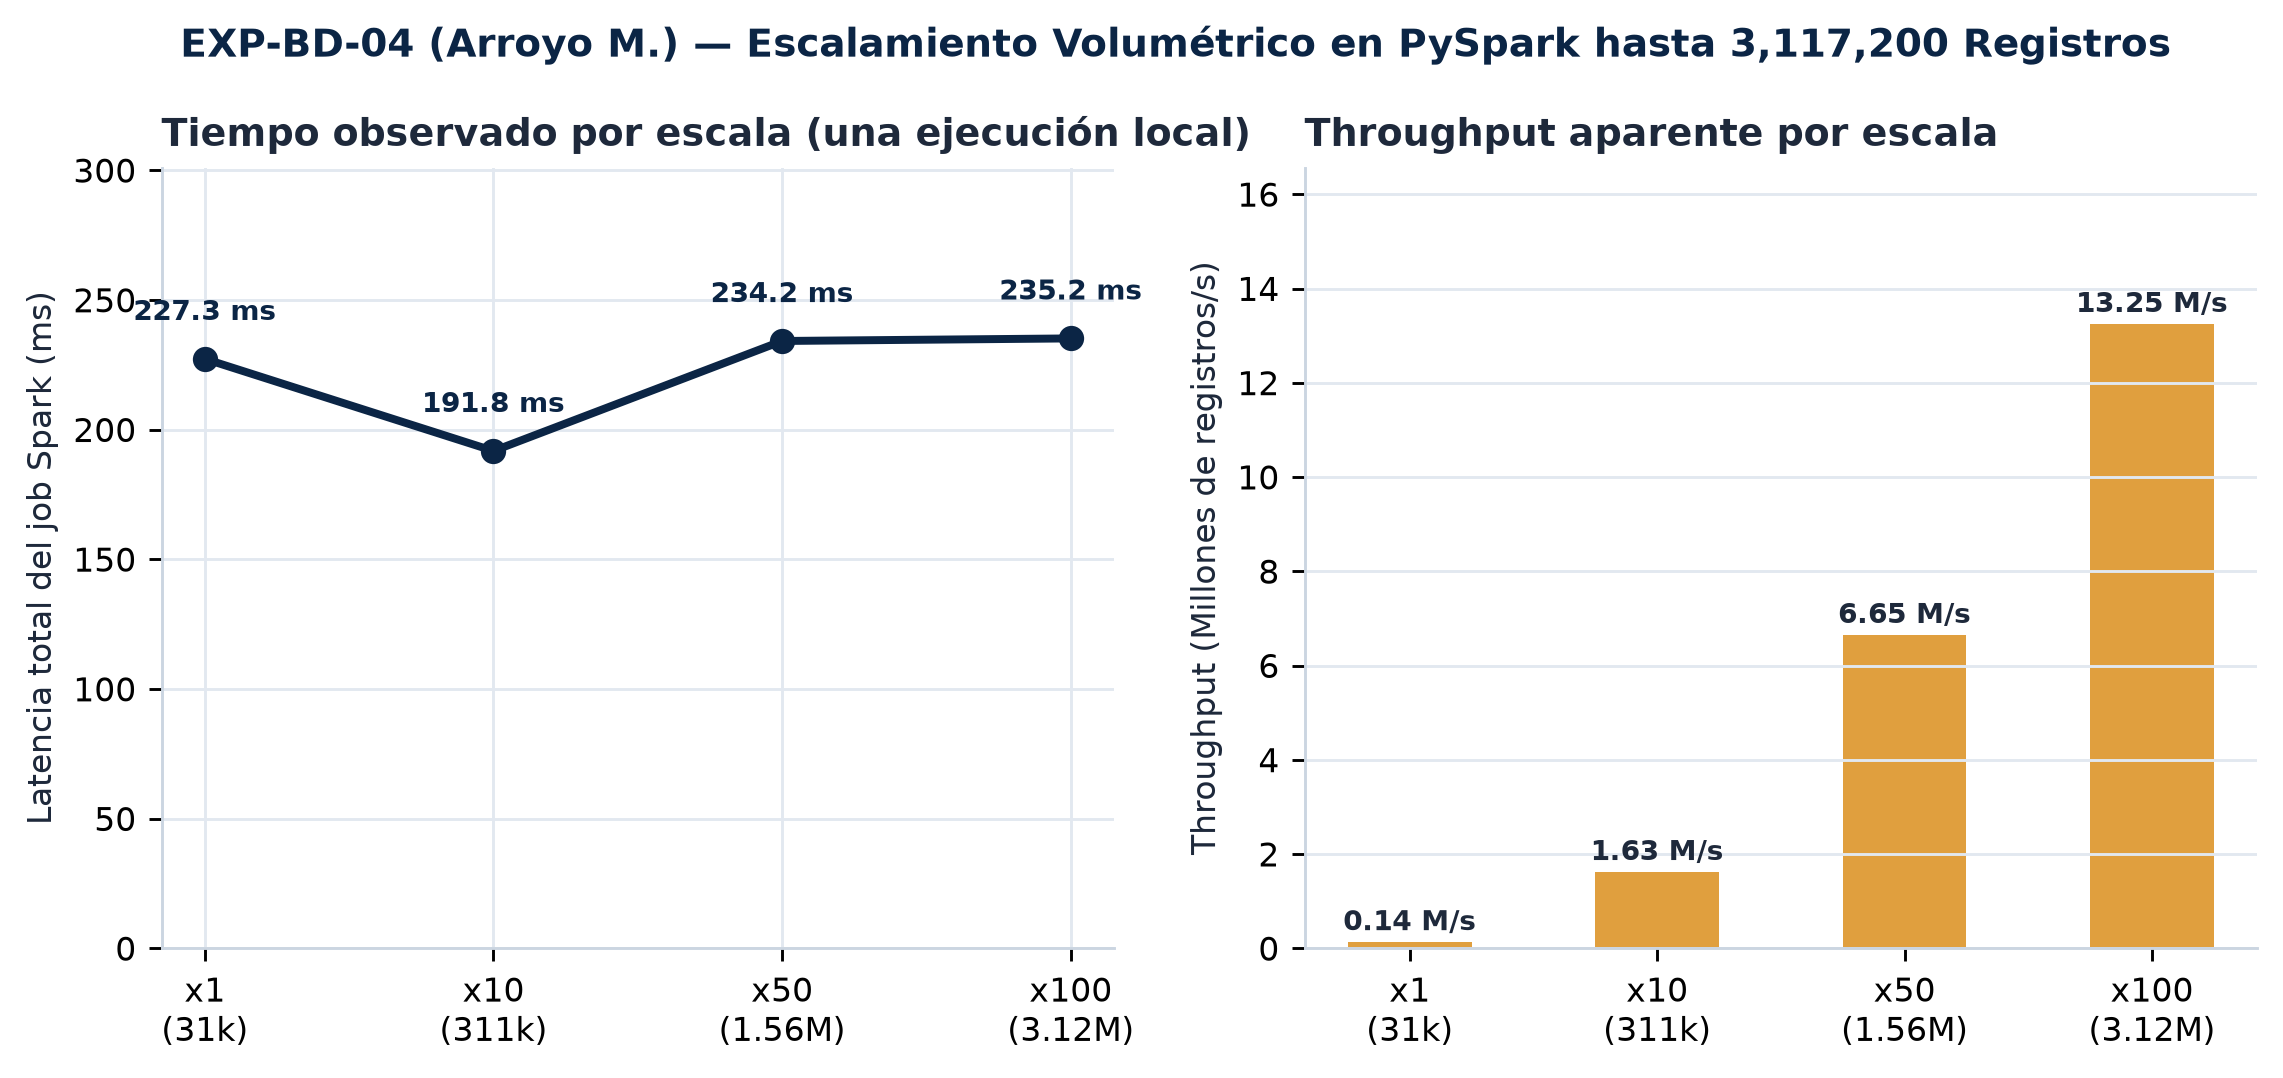 EXP-BD-04 (Arroyo M.) — Escalamiento Volumétrico en PySpark hasta 3,117,200 Registros
Tiempo observado por escala (una ejecución local)
Latencia total del job Spark (ms)
300
250
200
150
100
50
0
227.3 ms
191.8 ms
234.2 ms
235.2 ms
x1
(31k)
x10
(311k)
x50
(1.56M)
x100
(3.12M)
Throughput aparente por escala
Throughput (Millones de registros/s)
16
14
12
10
8
6
4
2
0
0.14 M/s
1.63 M/s
6.65 M/s
13.25 M/s
x1
(31k)
x10
(311k)
x50
(1.56M)
x100
(3.12M)